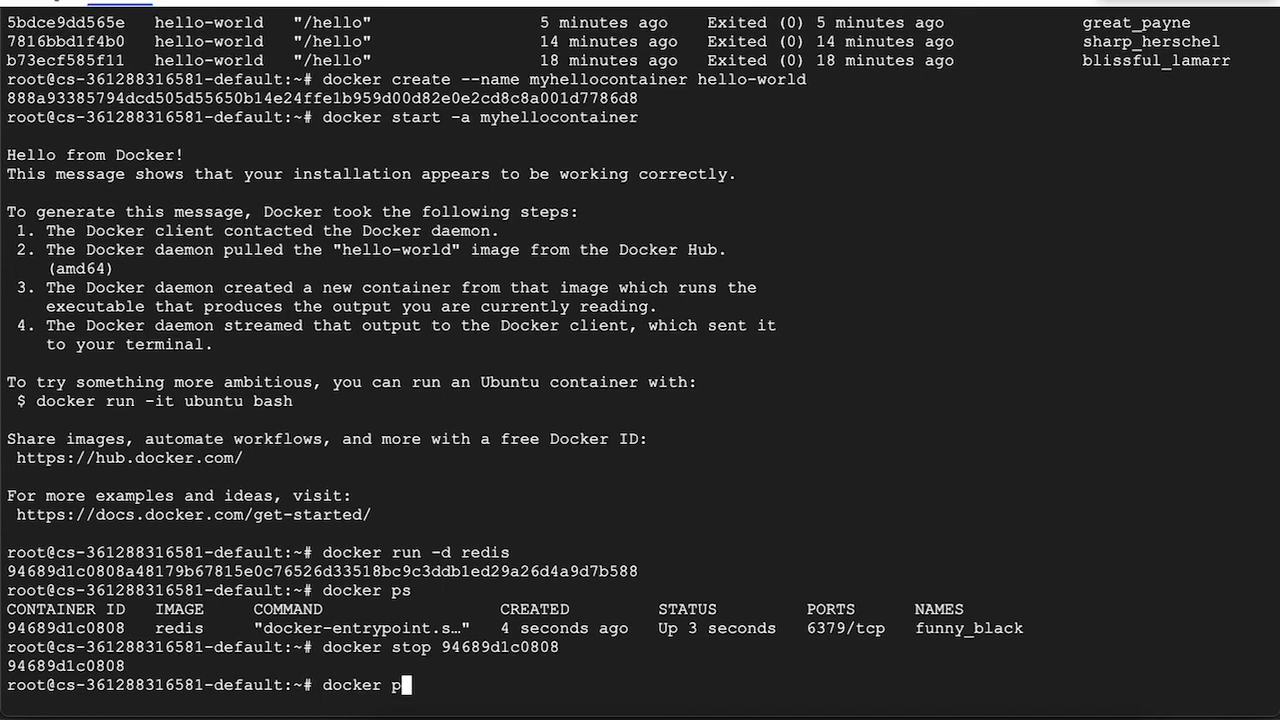 5bdce9dd565e   hello-world   "/hello"                 5 minutes ago    Exited (0) 5 minutes ago              great_payne
7816bbd1f4b0   hello-world   "/hello"                 14 minutes ago   Exited (0) 14 minutes ago             sharp_herschel
b73ecf585f11   hello-world   "/hello"                 18 minutes ago   Exited (0) 18 minutes ago             blissful_lamarr
root@cs-361288316581-default:~# docker create --name myhellocontainer hello-world
888a93385794dcd505d55650b14e24ffe1b959d00d82e0e2cd8c8a001d7786d8
root@cs-361288316581-default:~# docker start -a myhellocontainer
Hello from Docker!
This message shows that your installation appears to be working correctly.
To generate this message, Docker took the following steps:
 1. The Docker client contacted the Docker daemon.
 2. The Docker daemon pulled the "hello-world" image from the Docker Hub.
    (amd64)
 3. The Docker daemon created a new container from that image which runs the
    executable that produces the output you are currently reading.
 4. The Docker daemon streamed that output to the Docker client, which sent it
    to your terminal.
To try something more ambitious, you can run an Ubuntu container with:
 $ docker run -it ubuntu bash
Share images, automate workflows, and more with a free Docker ID:
 https://hub.docker.com/
For more examples and ideas, visit:
 https://docs.docker.com/get-started/
root@cs-361288316581-default:~# docker run -d redis
94689d1c0808a48179b67815e0c76526d33518bc9c3ddb1ed29a26d4a9d7b588
root@cs-361288316581-default:~# docker ps
CONTAINER ID   IMAGE     COMMAND                  CREATED         STATUS         PORTS      NAMES
94689d1c0808   redis     "docker-entrypoint.s…"   4 seconds ago   Up 3 seconds   6379/tcp   funny_black
root@cs-361288316581-default:~# docker stop 94689d1c0808
94689d1c0808
root@cs-361288316581-default:~# docker p